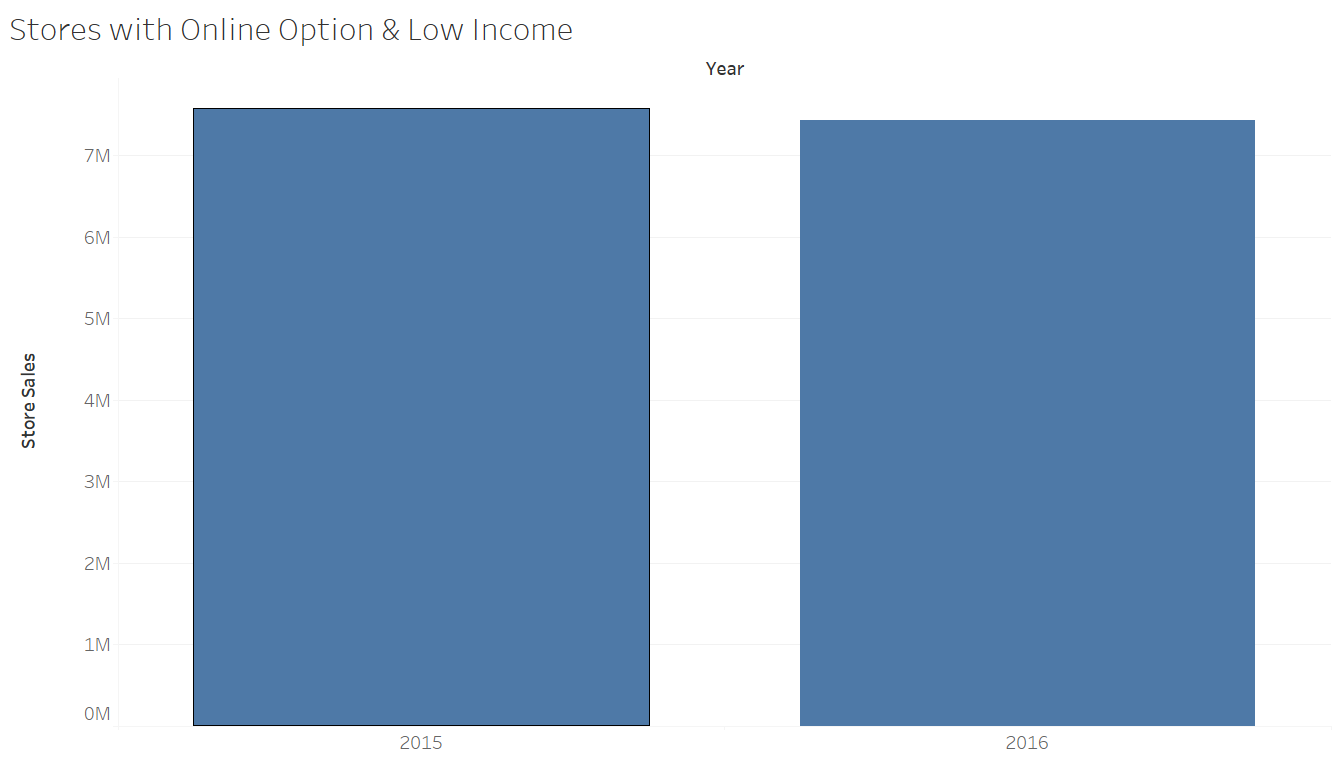 Stores with Online Option & Low Income
Year
7M
6M
5M
4M
3M
2M
1M
0M
Store Sales
2015
2016